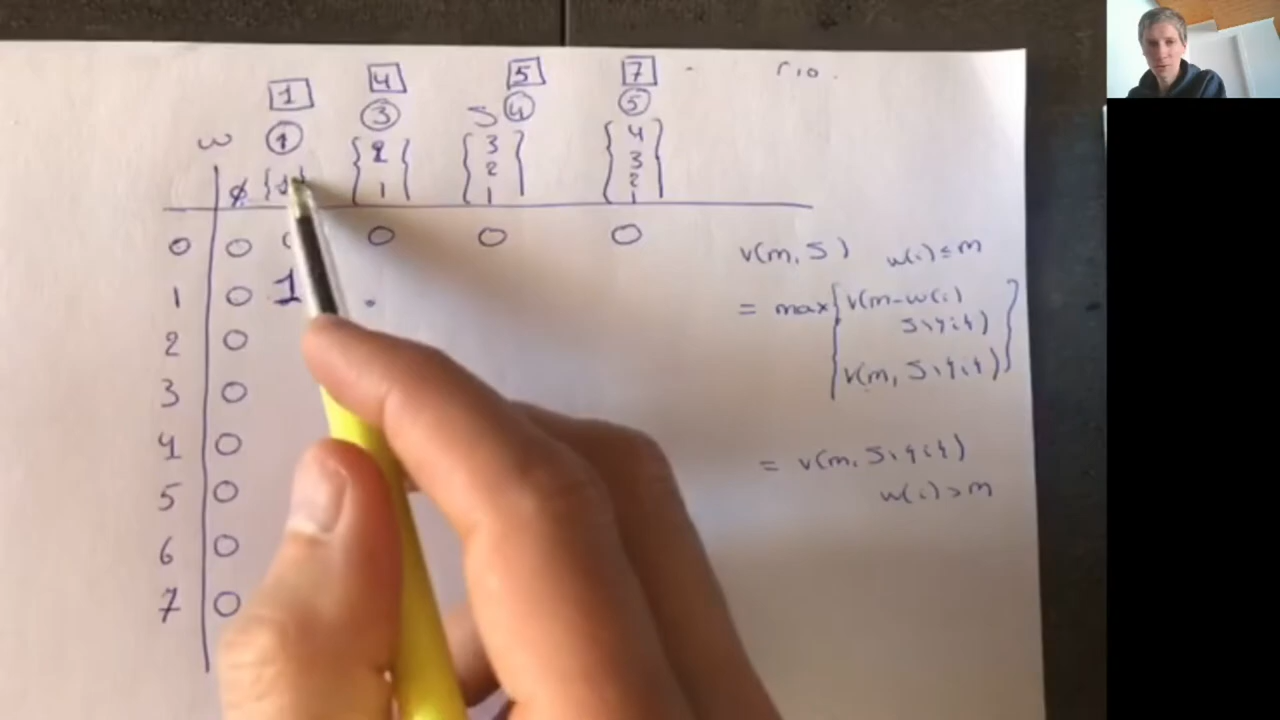 1 4 5 7 - r10.
1 3 S 4 5
w ∅ {1} {2 1} {3 2 1} {4 3 2 1}
0 0 0 0 0
1 0 1 .
2 0
3 0
4 0
5 0
6 0
7 0
v(m, S) w(i) ≤ m
= max { v(m-w(i)
S\{i})
v(m, S\{i}) }
= v(m, S\{i})
w(i) > m